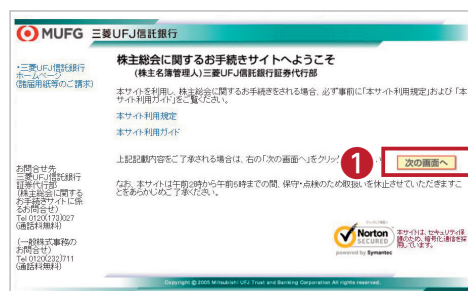 MUFG 三菱UFJ信託銀行
・三菱UFJ信託銀行
ホームページ
(諸届用紙等のご請求)
株主総会に関するお手続きサイトへようこそ
(株主名簿管理人)三菱UFJ信託銀行証券代行部
本サイトを利用し、株主総会に関するお手続きをされる場合、必ず事前に「本サイト利用規定」および「本
サイト利用ガイド」をご覧ください。
本サイト利用規定
本サイト利用ガイド
上記記載内容をご了承される場合は、右の「次の画面へ」をクリッ
1
次の画面へ
なお、本サイトは午前2時から午前5時までの間、保守・点検のため取扱いを休止させていただきますこ
とをあらかじめご了承ください。
お問合せ先
三菱UFJ信託銀行
証券代行部
(株主総会に関する
お手続きサイトに係
るお問合せ)
Tel 0120(173)027
(通話料無料)
(一般株式事務の
お問合せ)
Tel 0120(232)711
(通話料無料)
Norton
SECURED
powered by Symantec
本サイトは、セキュリティ保
護のため、暗号化通信を採
用しています。
Copyright © 2005 Mitsubishi UFJ Trust and Banking Corporation All rights reserved.